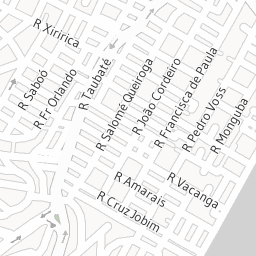 R Xiririca
R Saboó
R Fr. Orlando
R Taubaté
R Salomé Queiroga
R João Cordeiro
R Francisca de Paula
R Pedro Voss
R Monguba
R Amarais
R Vacanga
R Cruz Jobim